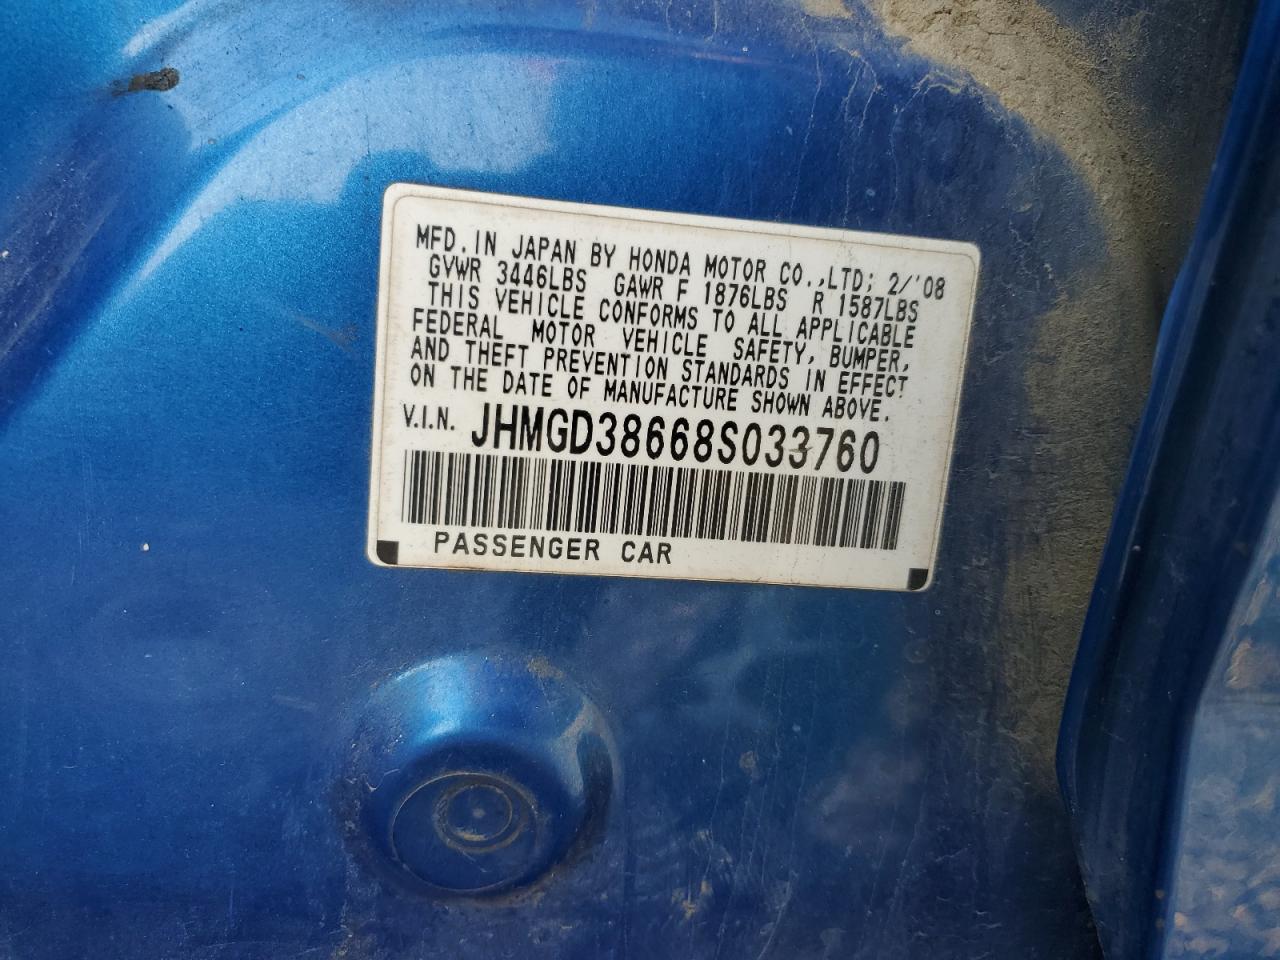 MFD. IN JAPAN BY HONDA MOTOR CO.,LTD; 2/'08
GVWR 3446LBS GAWR F 1876LBS R 1587LBS
THIS VEHICLE CONFORMS TO ALL APPLICABLE
FEDERAL MOTOR VEHICLE SAFETY, BUMPER,
AND THEFT PREVENTION STANDARDS IN EFFECT
ON THE DATE OF MANUFACTURE SHOWN ABOVE.
V.I.N. JHMGD38668S033760
PASSENGER CAR